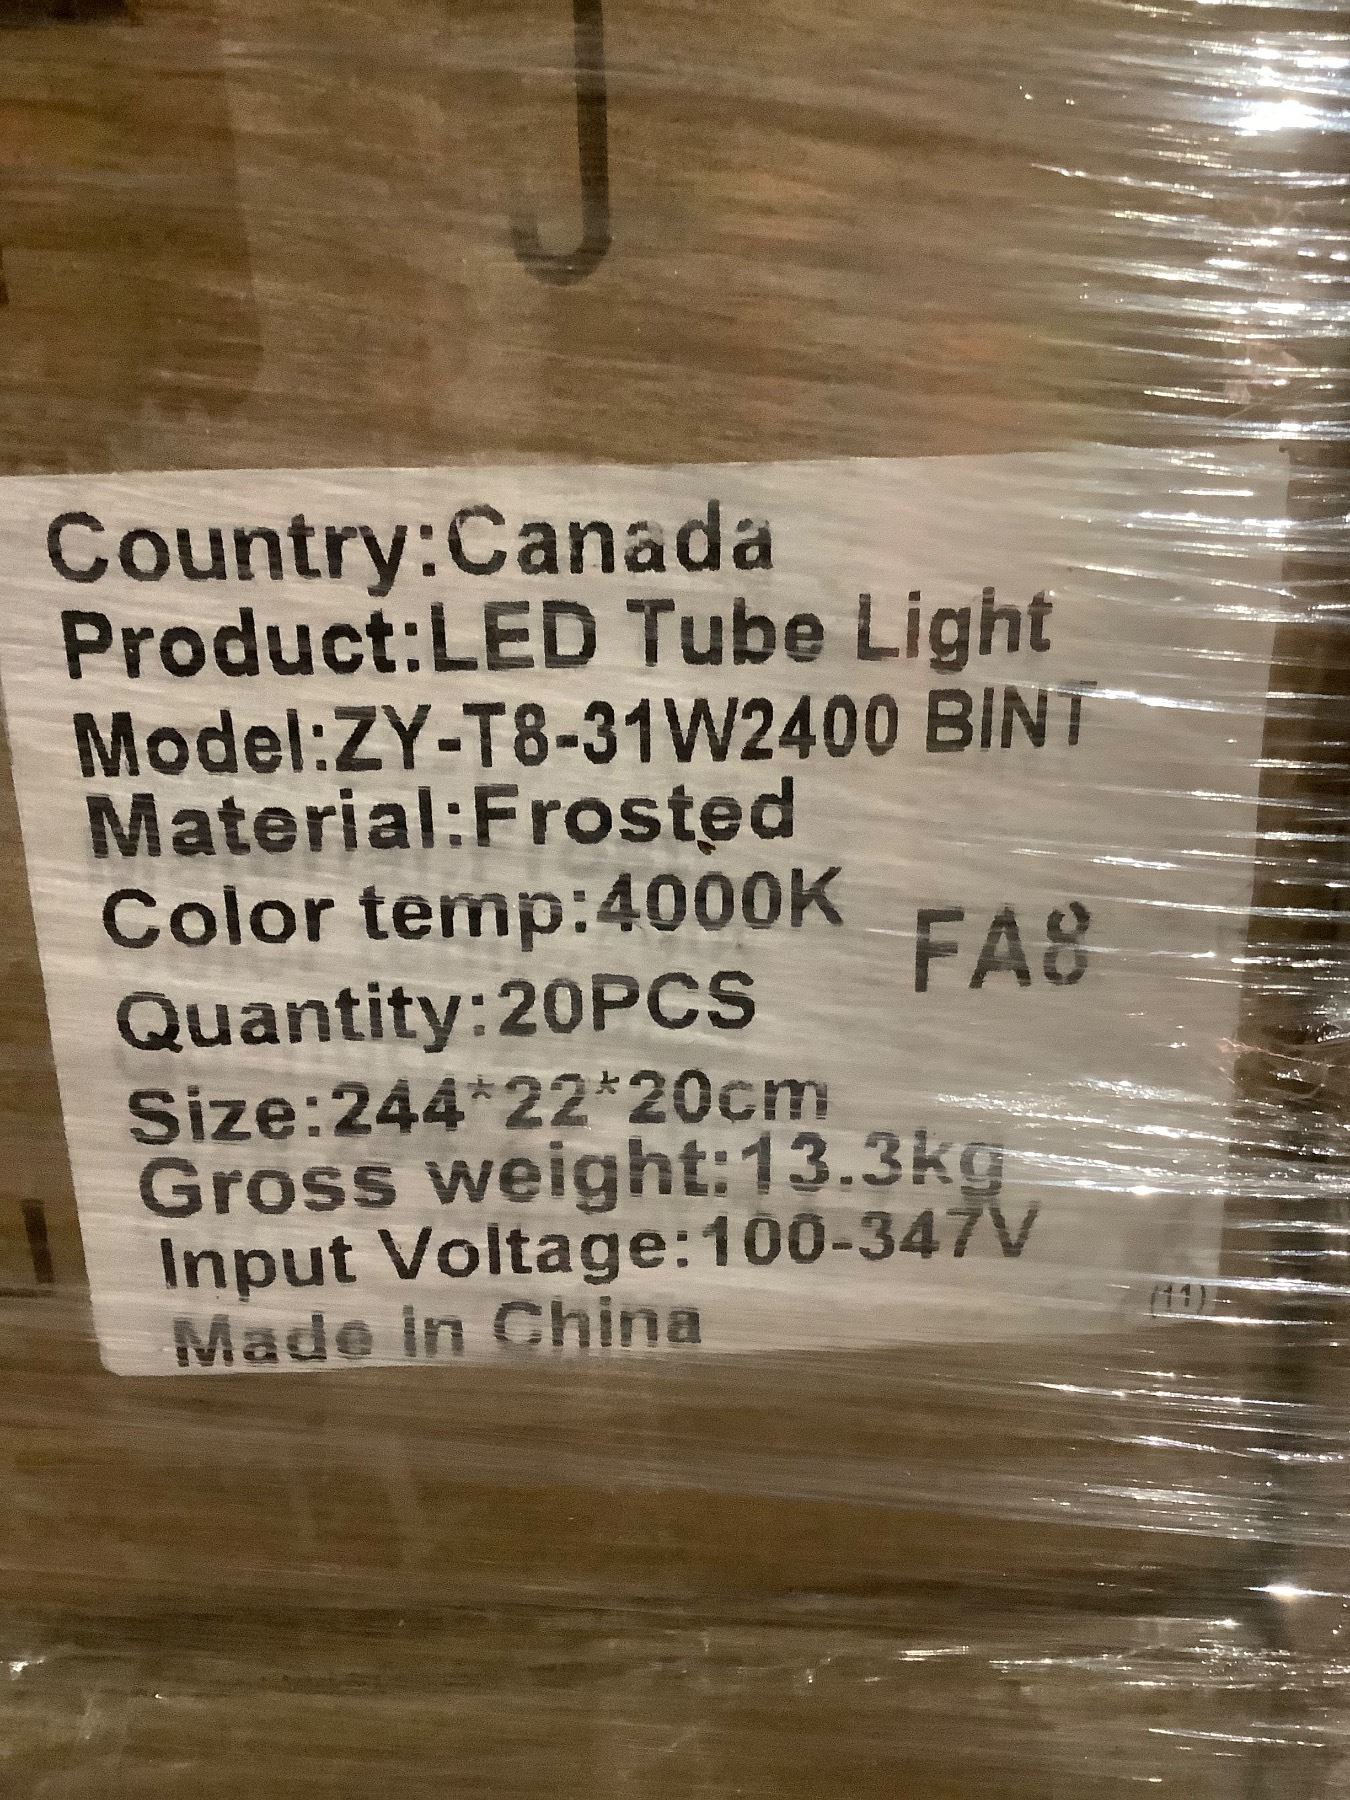 Country:Canada
Product:LED Tube Light
Model:ZY-T8-31W2400 BINT
Material:Frosted
Color temp:4000K
FA8
Quantity:20PCS
Size:244*22*20cm
Gross weight:13.3kg
Input Voltage:100-347V
(11)
Made in China